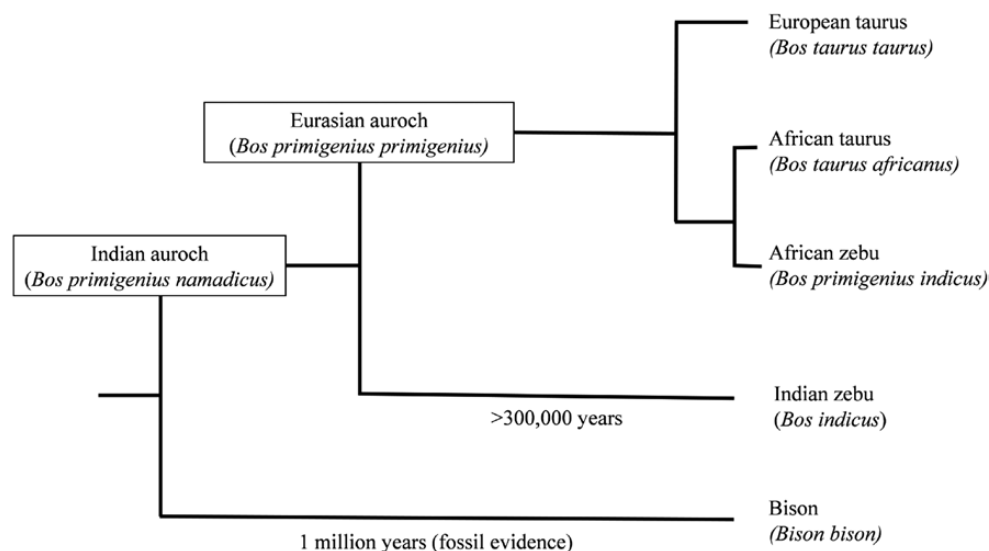 European taurus
(Bos taurus taurus)
Eurasian auroch
(Bos primigenius primigenius)
African taurus
(Bos taurus africanus)
Indian auroch
(Bos primigenius namadicus)
African zebu
(Bos primigenius indicus)
Indian zebu
(Bos indicus)
>300,000 years
Bison
(Bison bison)
1 million years (fossil evidence)